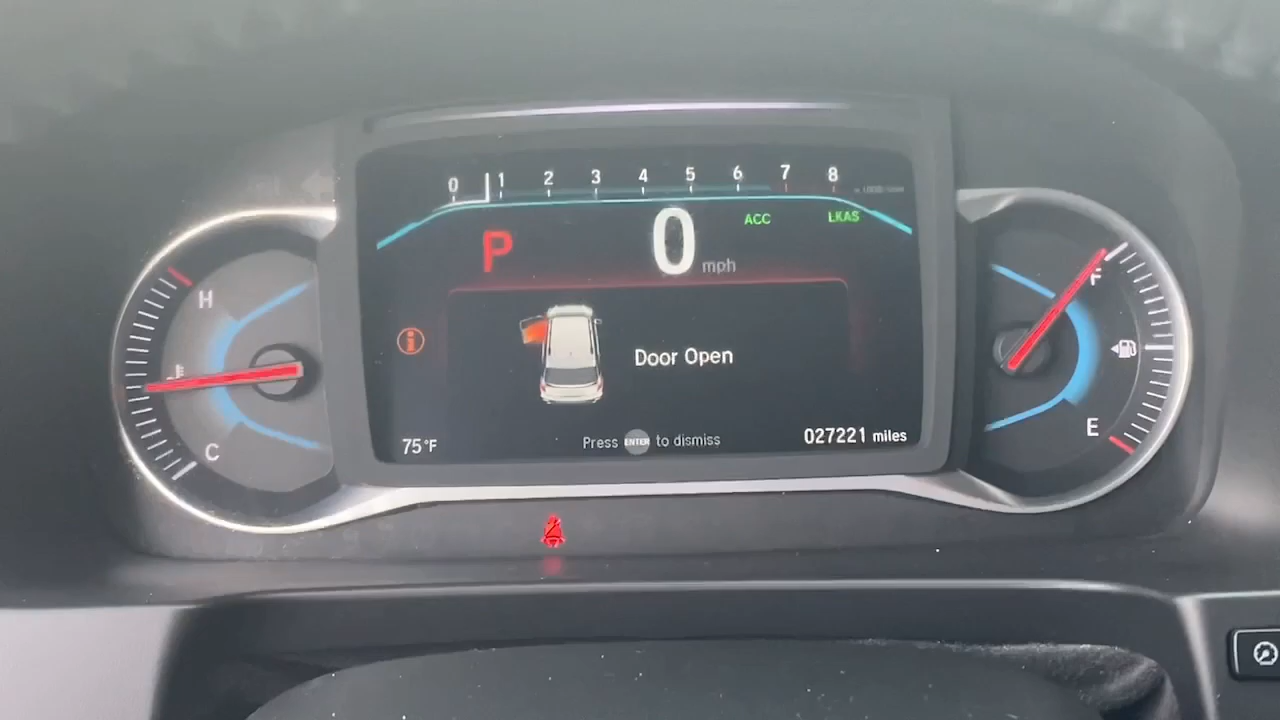 0 1 2 3 4 5 6 7 8
ACC LKAS
P 0 mph
H
C
F
E
Door Open
75°F
Press ENTER to dismiss
027221 miles